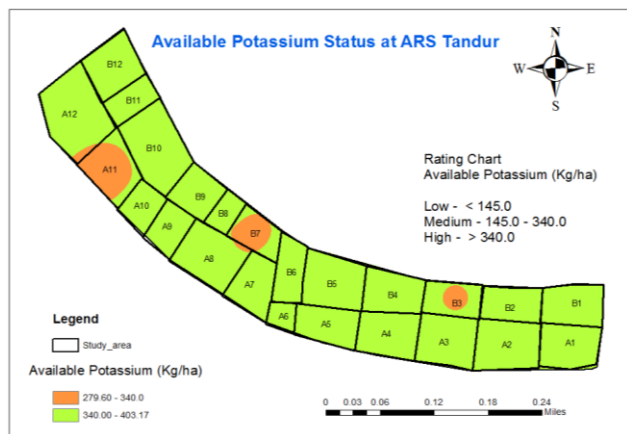 Available Potassium Status at ARS Tandur
N
W E
S
B12
A12
B11
B10
A11
A10
B9
B8
A9
B7
A8
B6
A7
B5
B4
B3
B2
B1
A6
A5
A4
A3
A2
A1
Rating Chart
Available Potassium (Kg/ha)
Low - < 145.0
Medium - 145.0 - 340.0
High - > 340.0
Legend
Study_area
Available Potassium (Kg/ha)
279.60 - 340.0
340.00 - 403.17
0 0.03 0.06 0.12 0.18 0.24
Miles